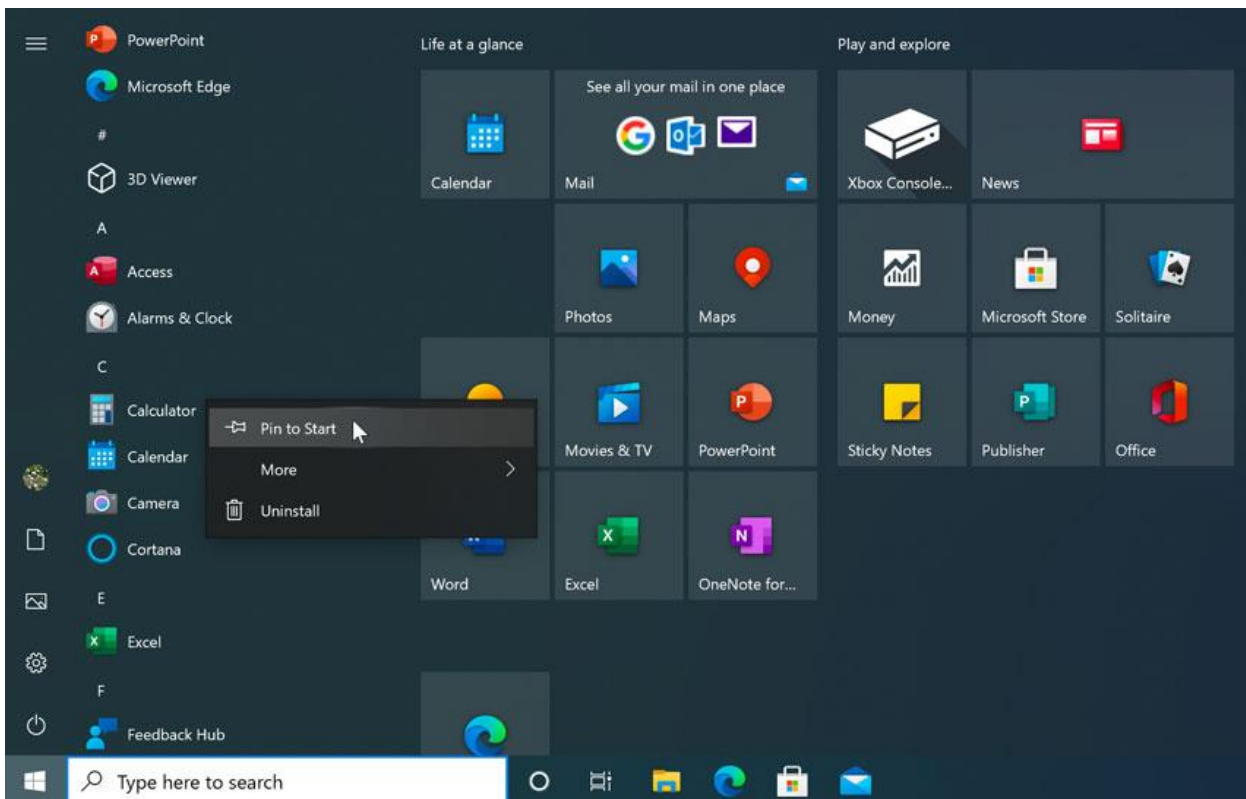 PowerPoint
Microsoft Edge
#
3D Viewer
A
Access
Alarms & Clock
C
Calculator
Calendar
Camera
Cortana
E
Excel
F
Feedback Hub
Type here to search
Pin to Start
More
Uninstall
Life at a glance
Calendar
See all your mail in one place
Mail
Photos
Maps
Movies & TV
PowerPoint
Word
Excel
OneNote for...
Play and explore
Xbox Console...
News
Money
Microsoft Store
Solitaire
Sticky Notes
Publisher
Office